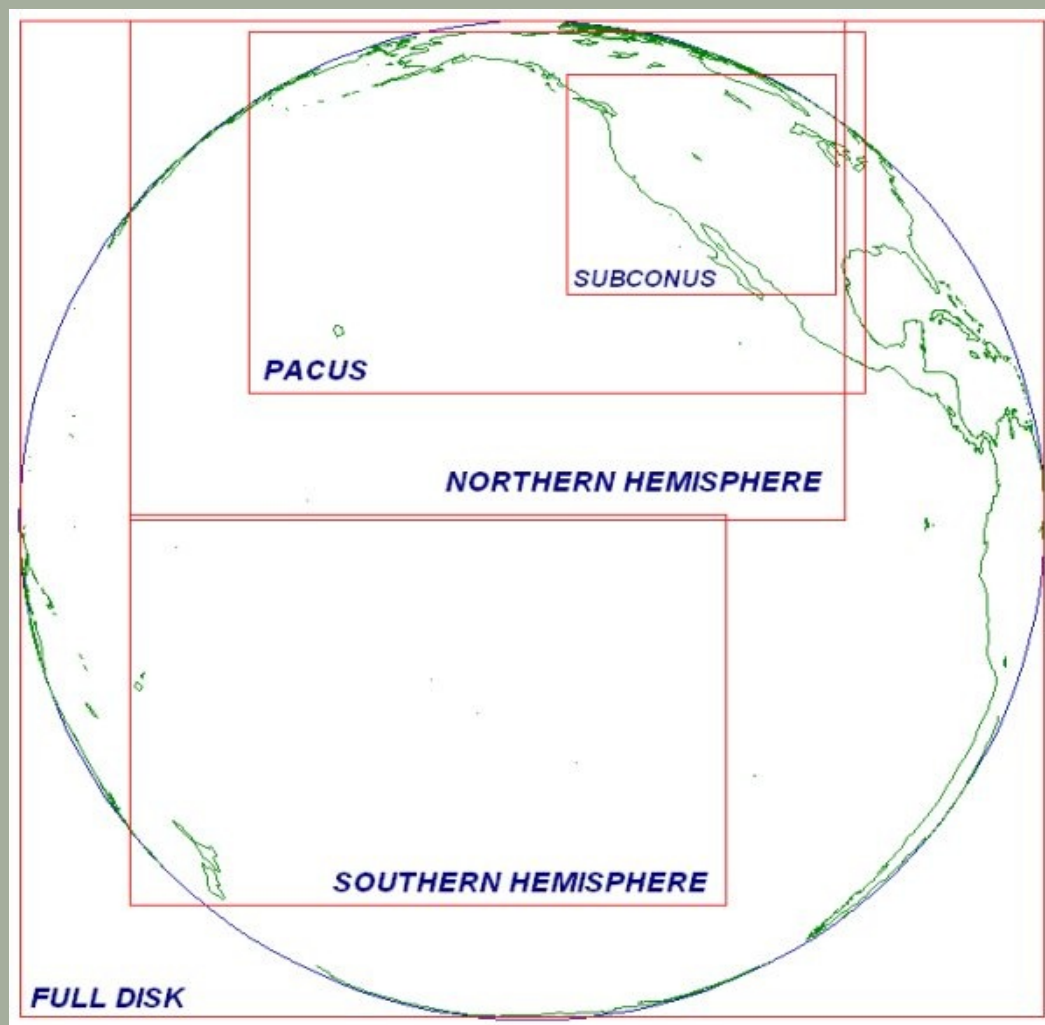 SUBCONUS
PACUS
NORTHERN HEMISPHERE
SOUTHERN HEMISPHERE
FULL DISK